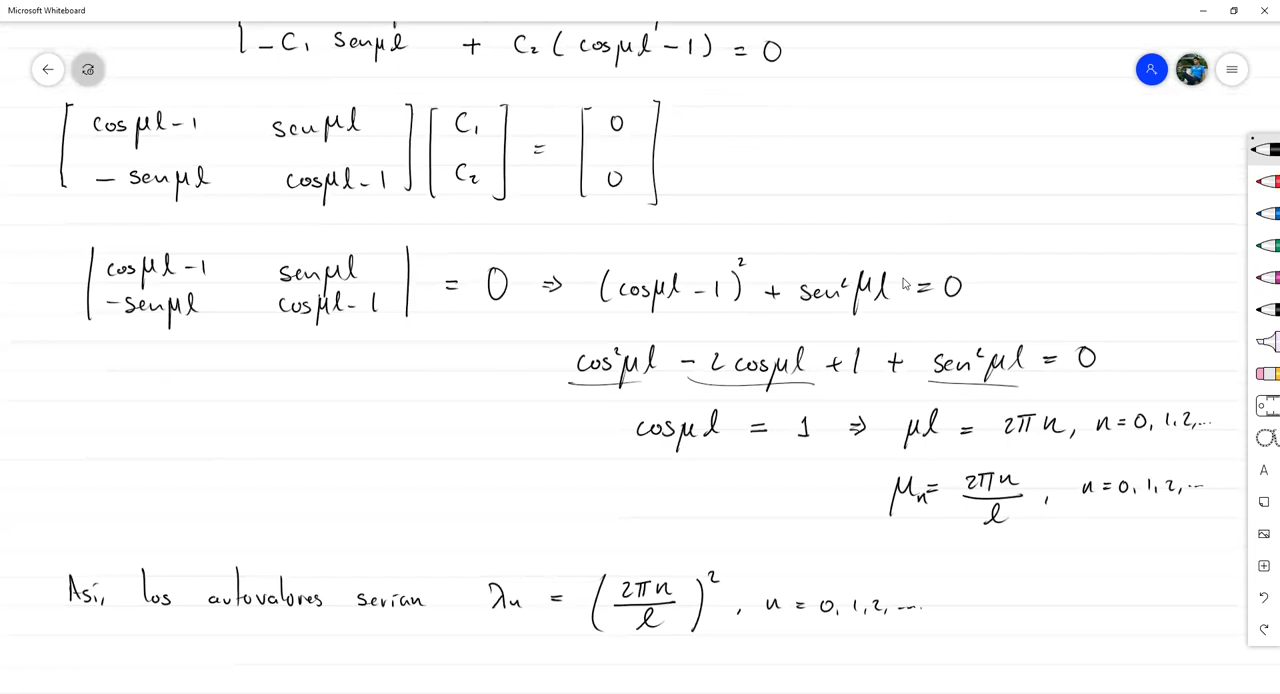 Microsoft Whiteboard
- C₁ senμl + C₂ ( cosμl - 1 ) = 0
[ cosμl - 1 senμl ] [ C₁ ] = [ 0 ]
[ - senμl cosμl - 1 ] [ C₂ ] [ 0 ]
| cosμl - 1 senμl | = 0 ⇒ ( cosμl - 1 )² + sen²μl = 0
| - senμl cosμl - 1 |
cos²μl - 2 cosμl + 1 + sen²μl = 0
cosμl = 1 ⇒ μl = 2πn, n = 0, 1, 2, ...
μₙ = 2πn / l , n = 0, 1, 2, ...
Así, los autovalores serían λₙ = ( 2πn / l )² , n = 0, 1, 2, ...
A